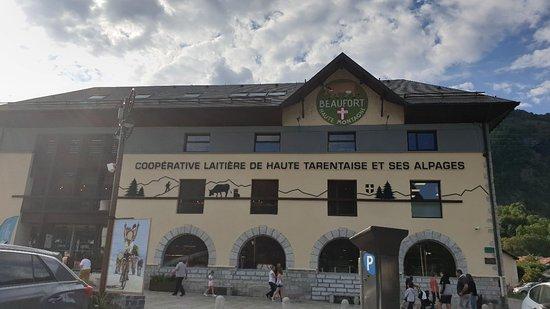 BEAUFORT
HAUTE MONTAGNE
COOPÉRATIVE LAITIÈRE DE HAUTE TARENTAISE ET SES ALPAGES
P